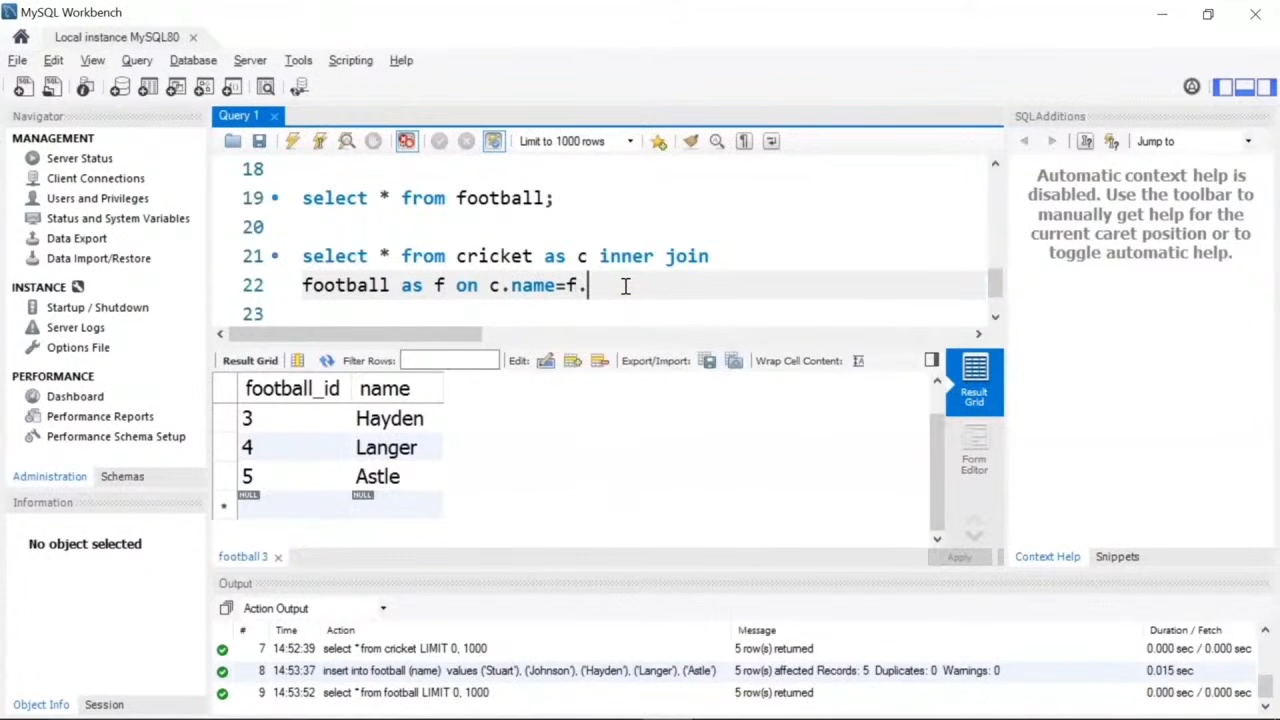 MySQL Workbench
Local instance MySQL80
File Edit View Query Database Server Tools Scripting Help
Navigator
MANAGEMENT
Server Status
Client Connections
Users and Privileges
Status and System Variables
Data Export
Data Import/Restore
INSTANCE
Startup / Shutdown
Server Logs
Options File
PERFORMANCE
Dashboard
Performance Reports
Performance Schema Setup
Administration Schemas
Information
No object selected
Object Info Session
Query 1
Limit to 1000 rows
18
19 select * from football;
20
21 select * from cricket as c inner join
22 football as f on c.name=f.
23
Result Grid Filter Rows: Edit: Export/Import: Wrap Cell Content:
football_id name
3 Hayden
4 Langer
5 Astle
NULL NULL
Result Grid
Form Editor
football 3
Apply
SQLAdditions
Jump to
Automatic context help is
disabled. Use the toolbar to
manually get help for the
current caret position or to
toggle automatic help.
Context Help Snippets
Output
Action Output
# Time Action Message Duration / Fetch
7 14:52:39 select * from cricket LIMIT 0, 1000 5 row(s) returned 0.000 sec / 0.000 sec
8 14:53:37 insert into football (name) values ('Stuart'), ('Johnson'), ('Hayden'), ('Langer'), ('Astle') 5 row(s) affected Records: 5 Duplicates: 0 Warnings: 0 0.015 sec
9 14:53:52 select * from football LIMIT 0, 1000 5 row(s) returned 0.000 sec / 0.000 sec